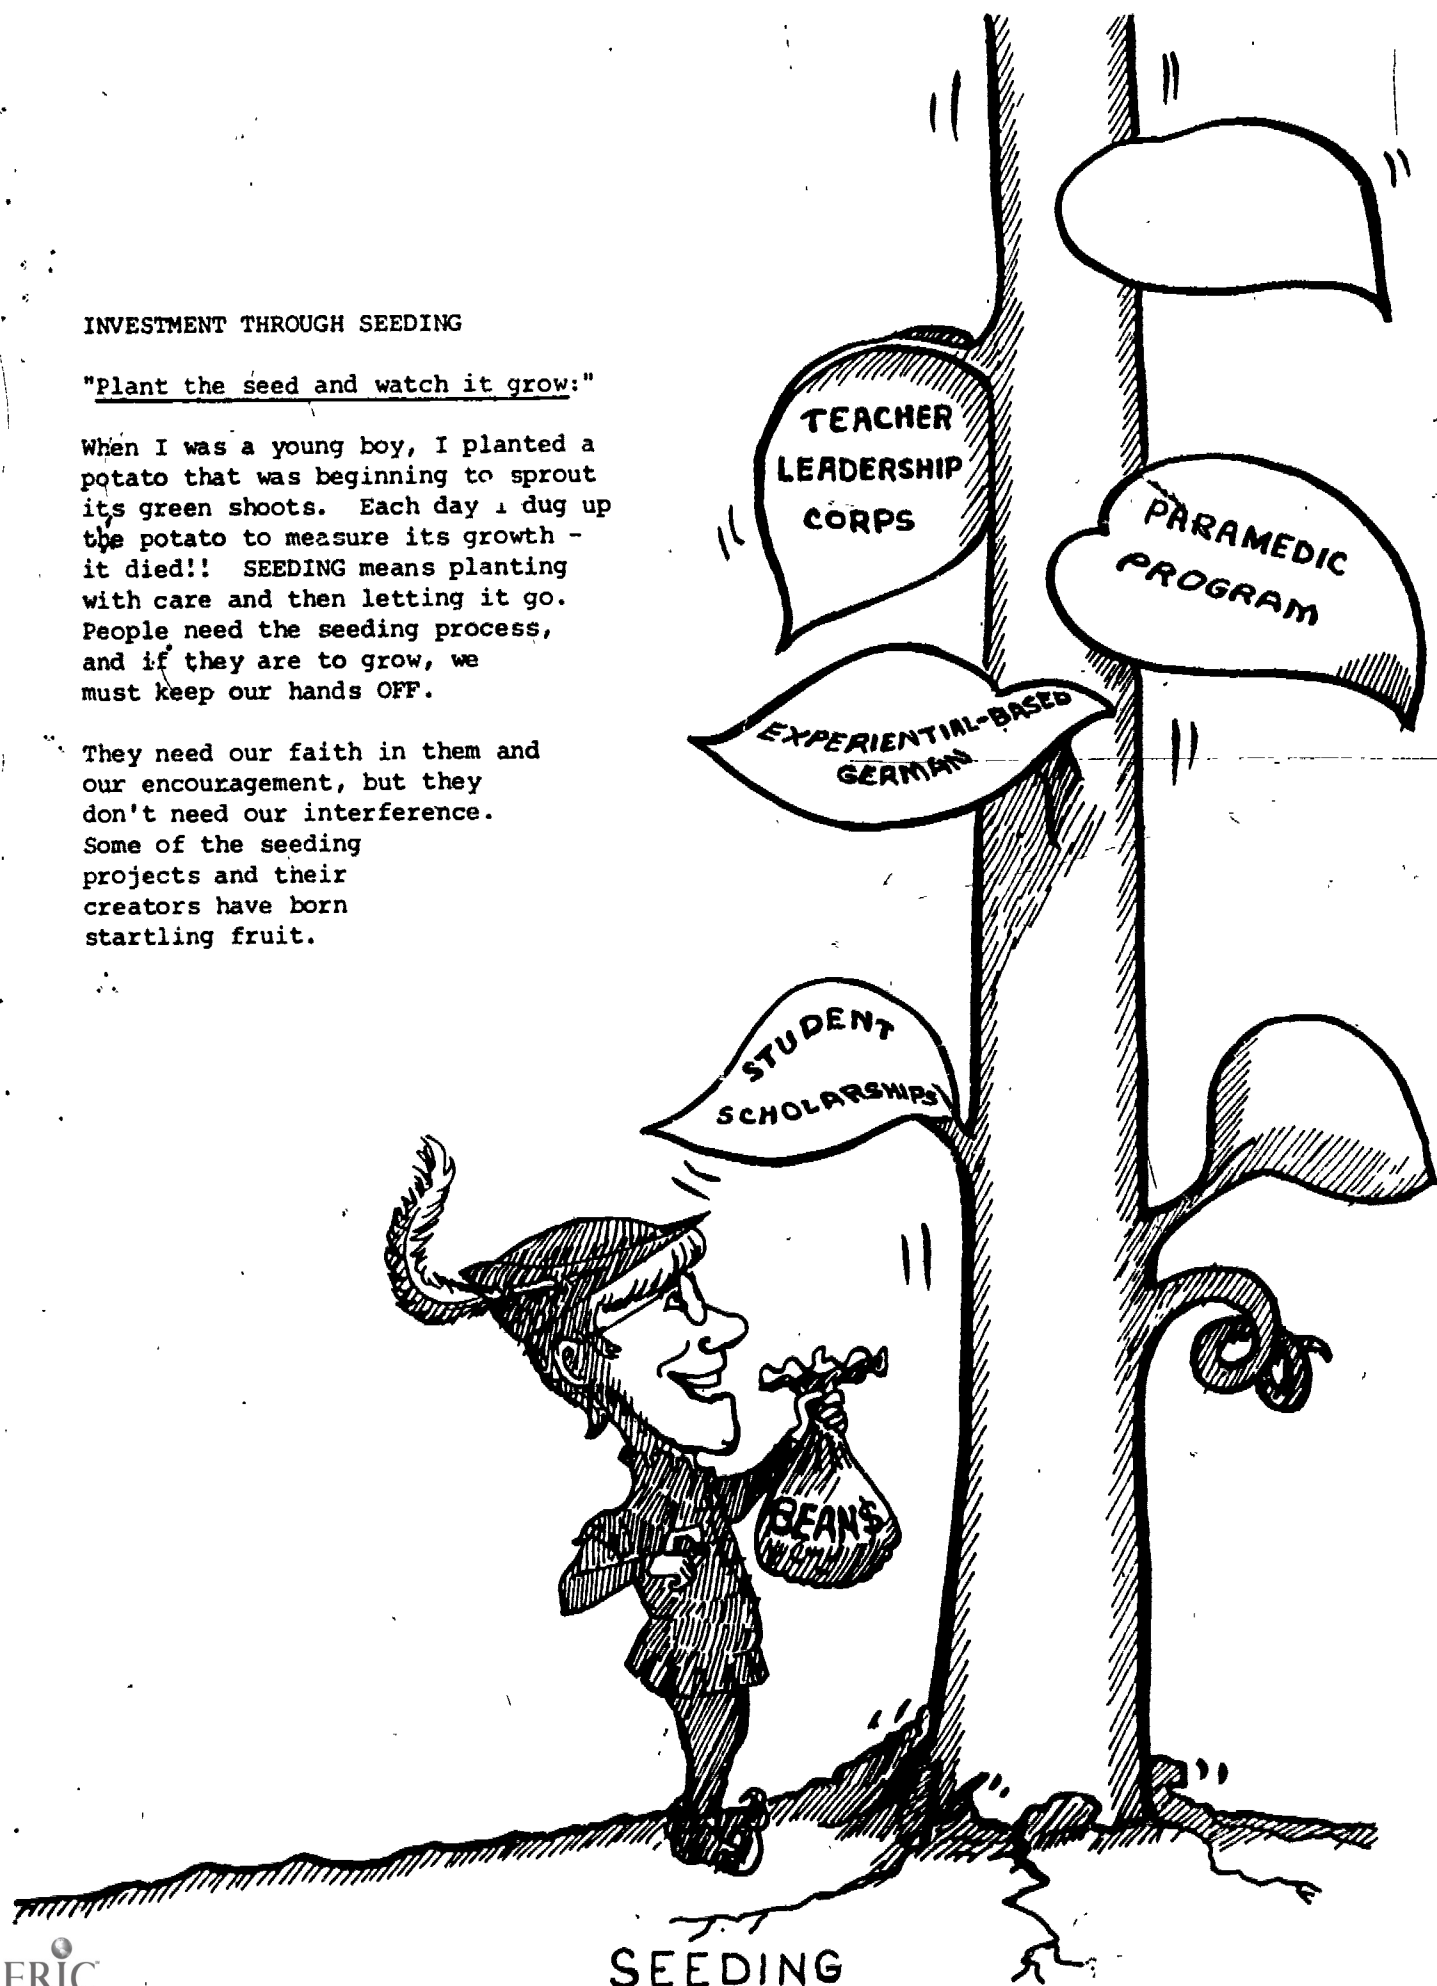 INVESTMENT THROUGH SEEDING
"Plant the seed and watch it grow:"
When I was a young boy, I planted a
potato that was beginning to sprout
its green shoots. Each day I dug up
the potato to measure its growth -
it died!! SEEDING means planting
with care and then letting it go.
People need the seeding process,
and if they are to grow, we
must keep our hands OFF.
They need our faith in them and
our encouragement, but they
don't need our interference.
Some of the seeding
projects and their
creators have born
startling fruit.
TEACHER
LEADERSHIP
CORPS
PARAMEDIC
PROGRAM
EXPERIENTIAL-BASED
GERMAN
STUDENT
SCHOLARSHIPS
BEAN$
SEEDING
ERIC